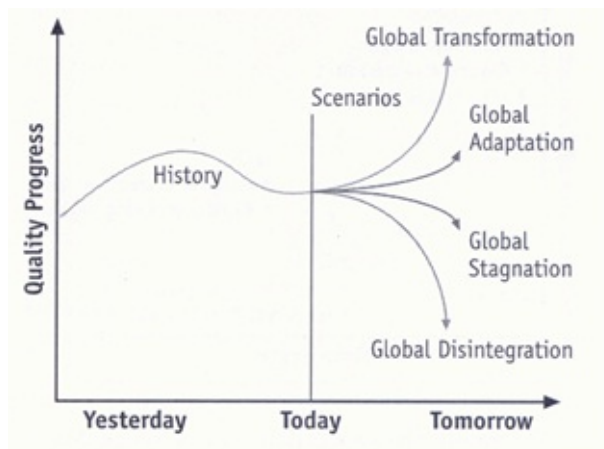 Global Transformation
Scenarios
Global
Adaptation
History
Quality Progress
Global
Stagnation
Global Disintegration
Yesterday
Today
Tomorrow